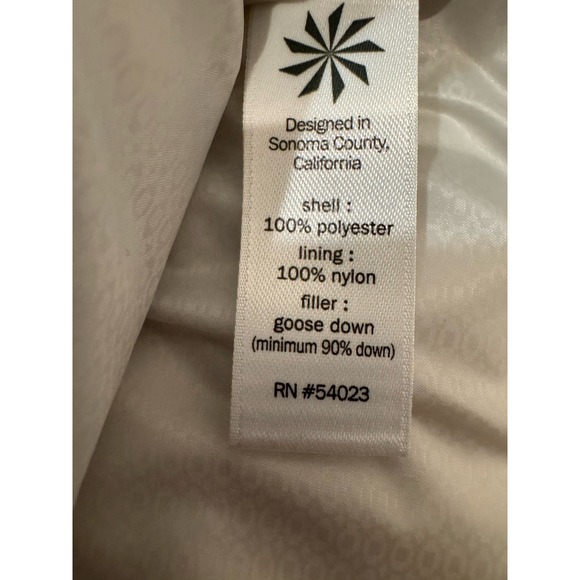 Designed in
Sonoma County,
California
shell :
100% polyester
lining :
100% nylon
filler :
goose down
(minimum 90% down)
RN #54023